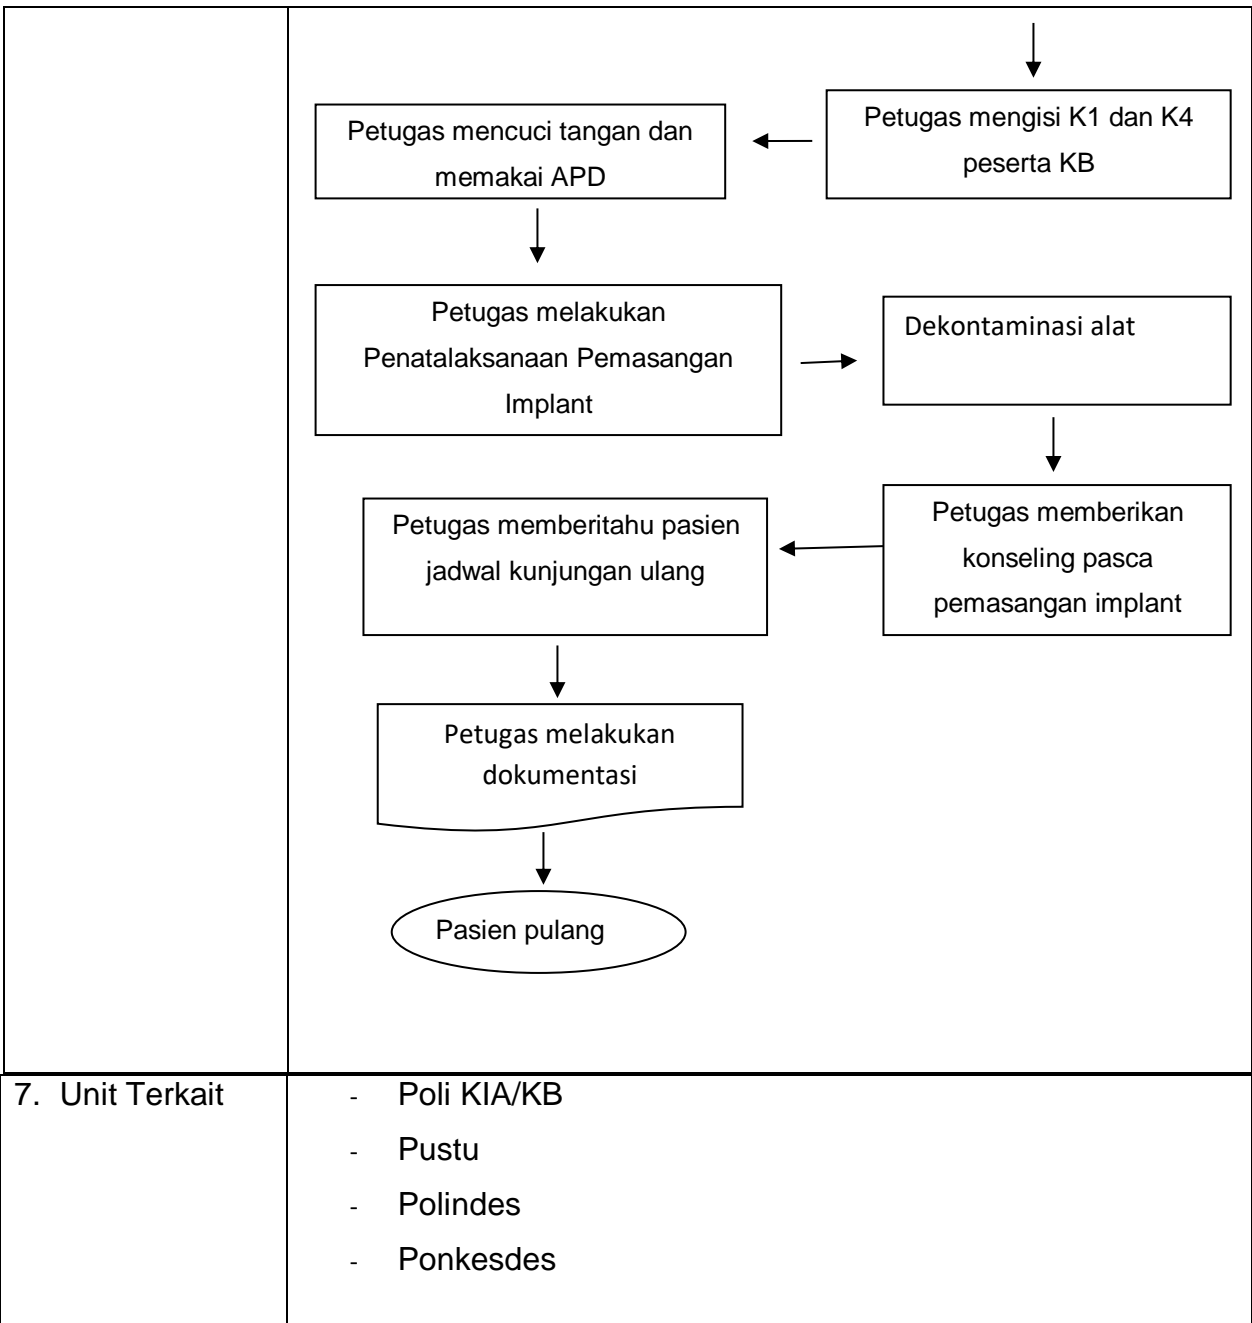 Petugas mengisi K1 dan K4
peserta KB
Petugas mencuci tangan dan
memakai APD
Petugas melakukan
Penatalaksanaan Pemasangan
Implant
Dekontaminasi alat
Petugas memberikan
konseling pasca
pemasangan implant
Petugas memberitahu pasien
jadwal kunjungan ulang
Petugas melakukan
dokumentasi
Pasien pulang
7. Unit Terkait
- Poli KIA/KB
- Pustu
- Polindes
- Ponkesdes